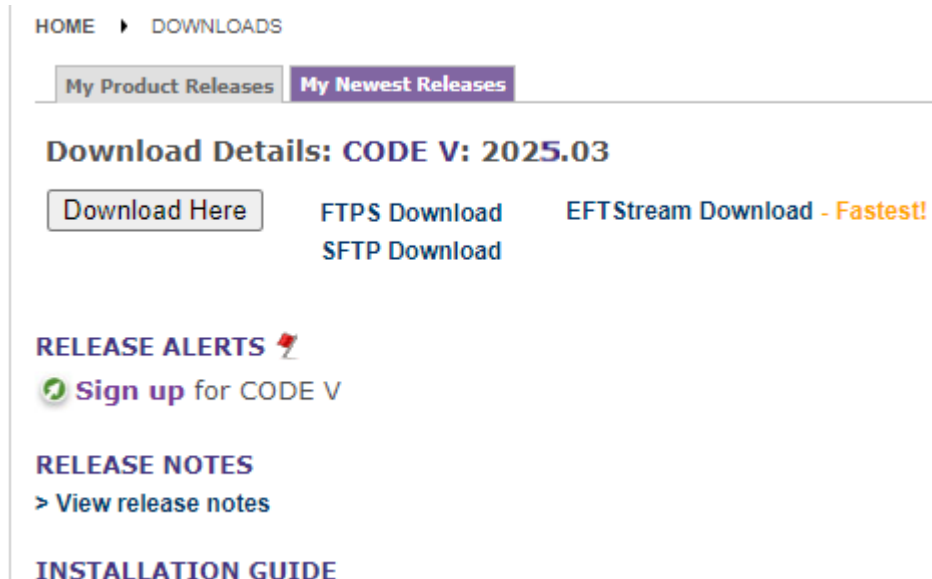 HOME ▸ DOWNLOADS
My Product Releases My Newest Releases
Download Details: CODE V: 2025.03
Download Here FTPS Download EFTStream Download - Fastest!
SFTP Download
RELEASE ALERTS
Sign up for CODE V
RELEASE NOTES
> View release notes
INSTALLATION GUIDE